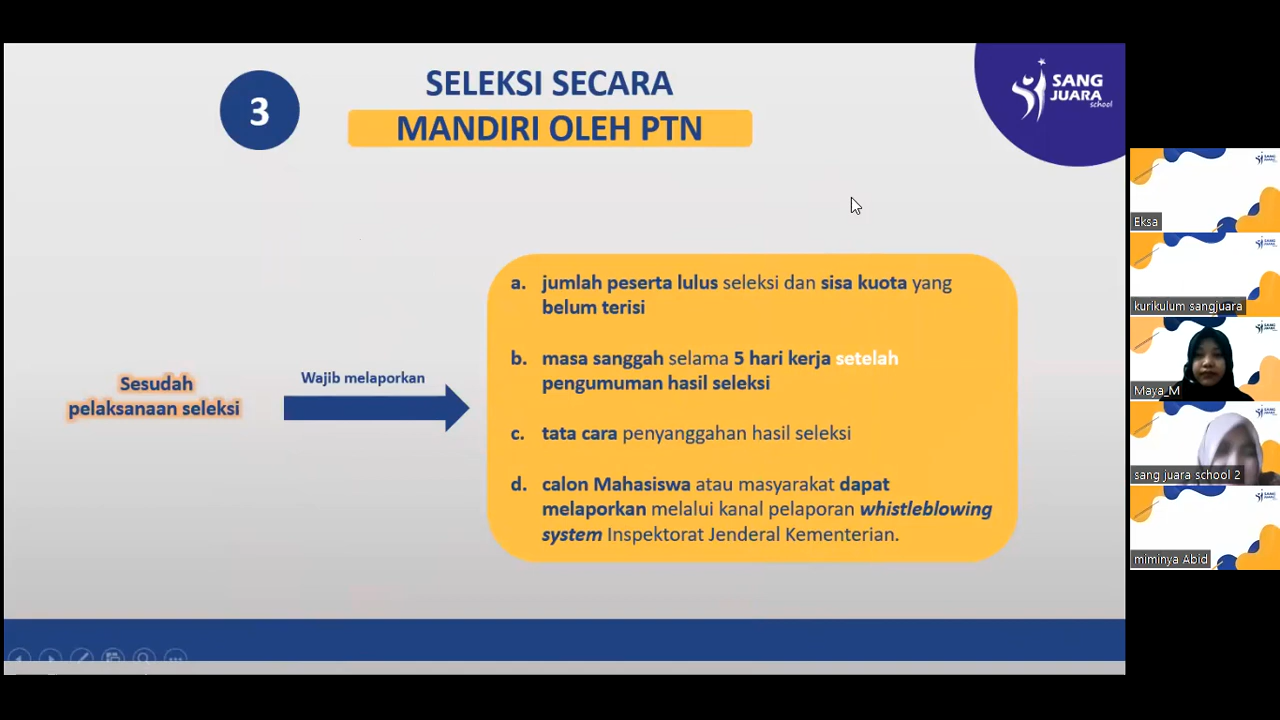 3
SELEKSI SECARA
MANDIRI OLEH PTN
SANG
JUARA
school
Sesudah
pelaksanaan seleksi
Wajib melaporkan
a. jumlah peserta lulus seleksi dan sisa kuota yang
belum terisi
b. masa sanggah selama 5 hari kerja setelah
pengumuman hasil seleksi
c. tata cara penyanggahan hasil seleksi
d. calon Mahasiswa atau masyarakat dapat
melaporkan melalui kanal pelaporan whistleblowing
system Inspektorat Jenderal Kementerian.
Eksa
kurikulum sangjuara
Maya_M
sang juara school 2
miminya Abid